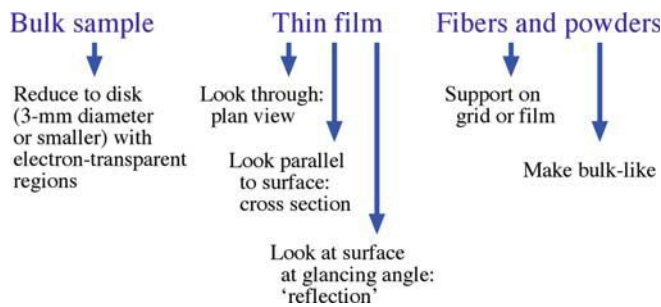 Bulk sample
Thin film
Fibers and powders
Reduce to disk
(3-mm diameter
or smaller) with
electron-transparent
regions
Look through:
plan view
Look parallel
to surface:
cross section
Look at surface
at glancing angle:
‘reflection’
Support on
grid or film
Make bulk-like